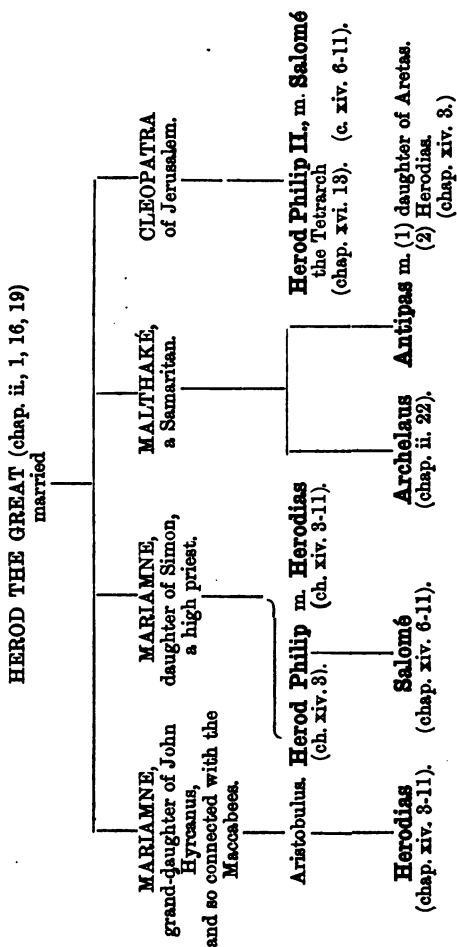 HEROD THE GREAT (chap. ii., 1, 16, 19)
married
MARIAMNE,
grand-daughter of John
Hyrcanus,
and so connected with the
Maccabees.
MARIAMNE,
daughter of Simon,
a high priest.
MALTHAKÉ,
a Samaritan.
CLEOPATRA
of Jerusalem.
Aristobulus.
Herod Philip m. Herodias
(ch. xiv. 3). (ch. xiv. 3-11)
Herod Philip II., m. Salomé
the Tetrarch (c. xiv. 6-11)
(chap. xvi. 13).
Herodias
(chap. xiv. 3-11).
Salomé
(chap. xiv. 6-11)
Archelaus
(chap. ii. 22).
Antipas m. (1) daughter of Aretas.
(2) Herodias.
(chap. xiv. 3.)